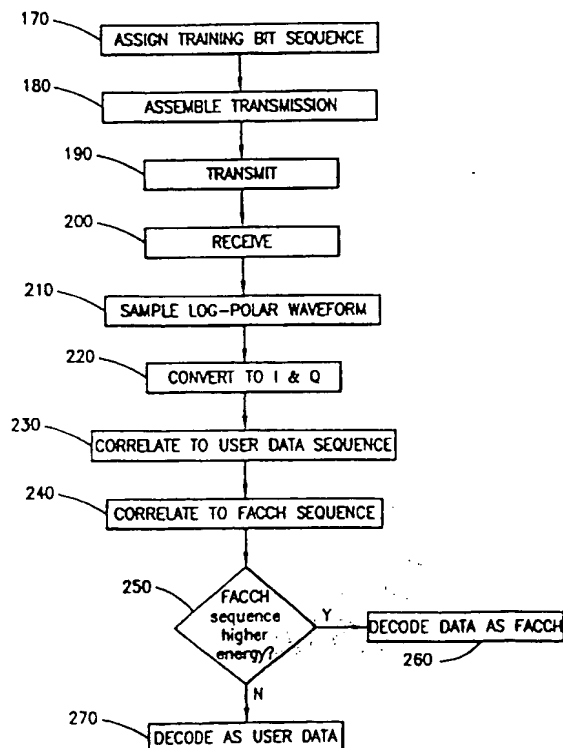 170
ASSIGN TRAINING BIT SEQUENCE
180
ASSEMBLE TRANSMISSION
190
TRANSMIT
200
RECEIVE
210
SAMPLE LOG-POLAR WAVEFORM
220
CONVERT TO I & Q
230
CORRELATE TO USER DATA SEQUENCE
240
CORRELATE TO FACCH SEQUENCE
250
FACCH
sequence
higher
energy?
Y
DECODE DATA AS FACCH
260
N
270
DECODE AS USER DATA